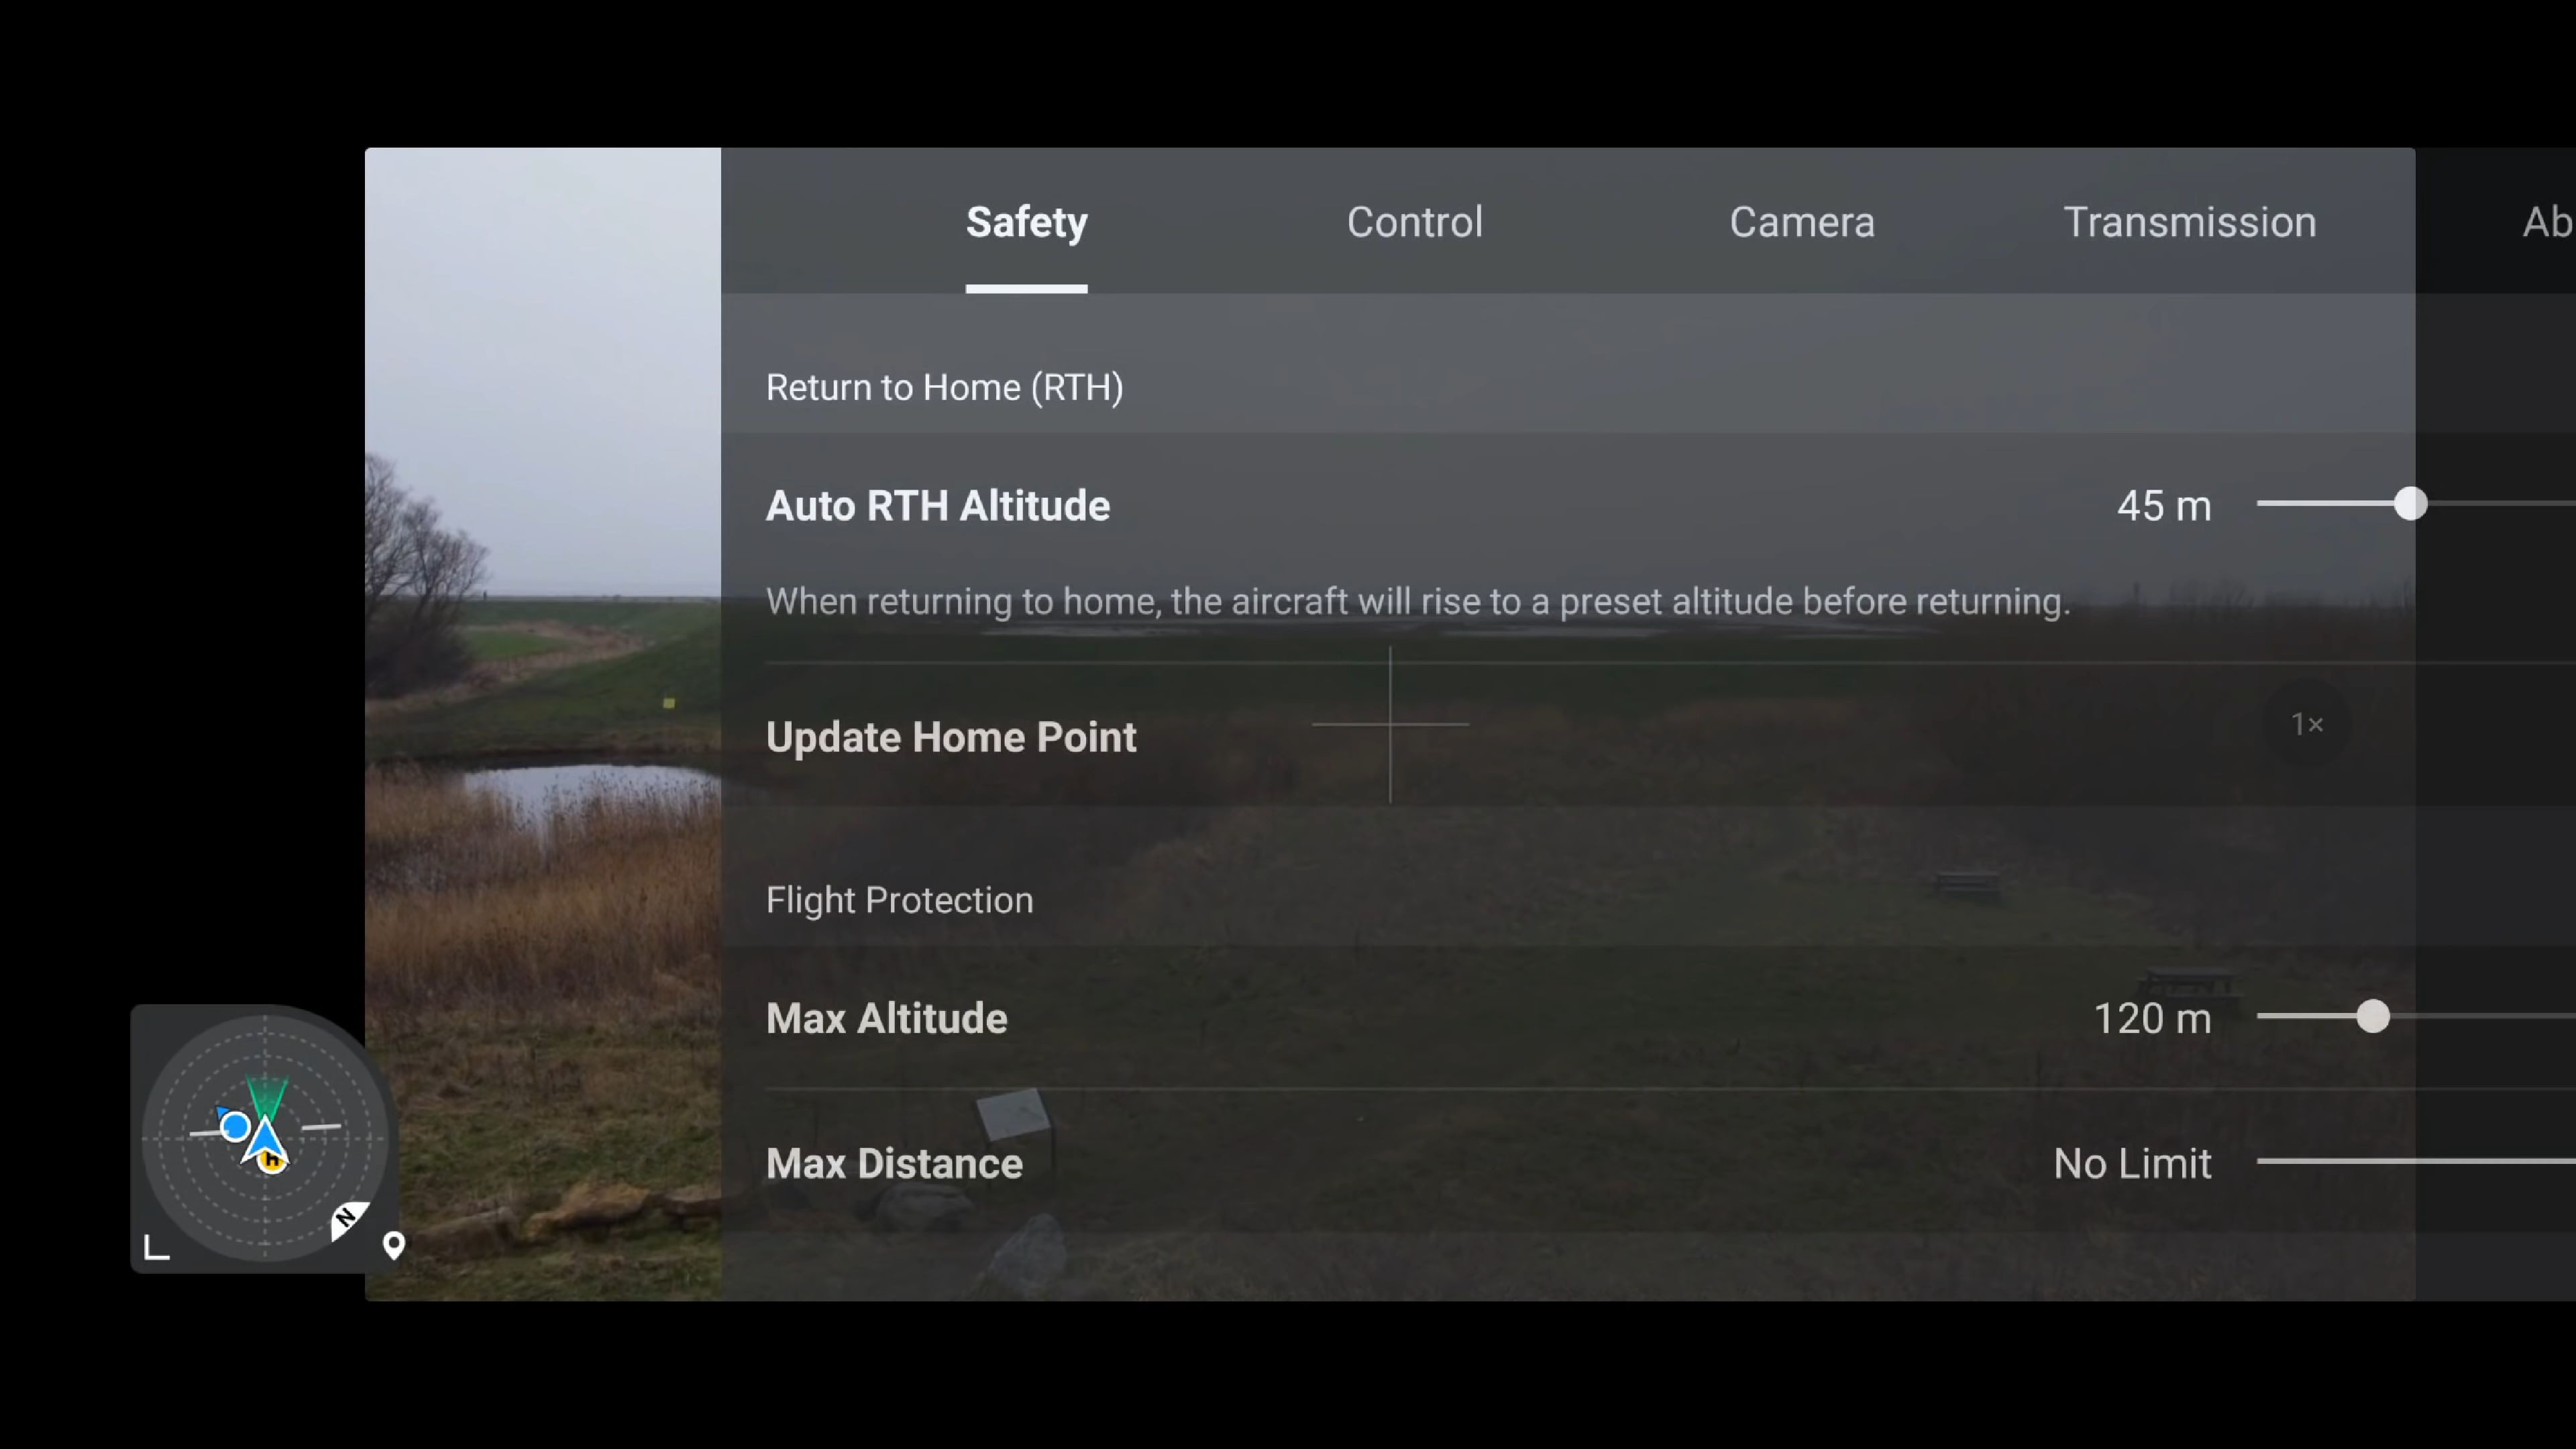 Safety Control Camera Transmission Ab
Return to Home (RTH)
Auto RTH Altitude 45 m
When returning to home, the aircraft will rise to a preset altitude before returning.
Update Home Point 1×
Flight Protection
Max Altitude 120 m
Max Distance No Limit
H
N